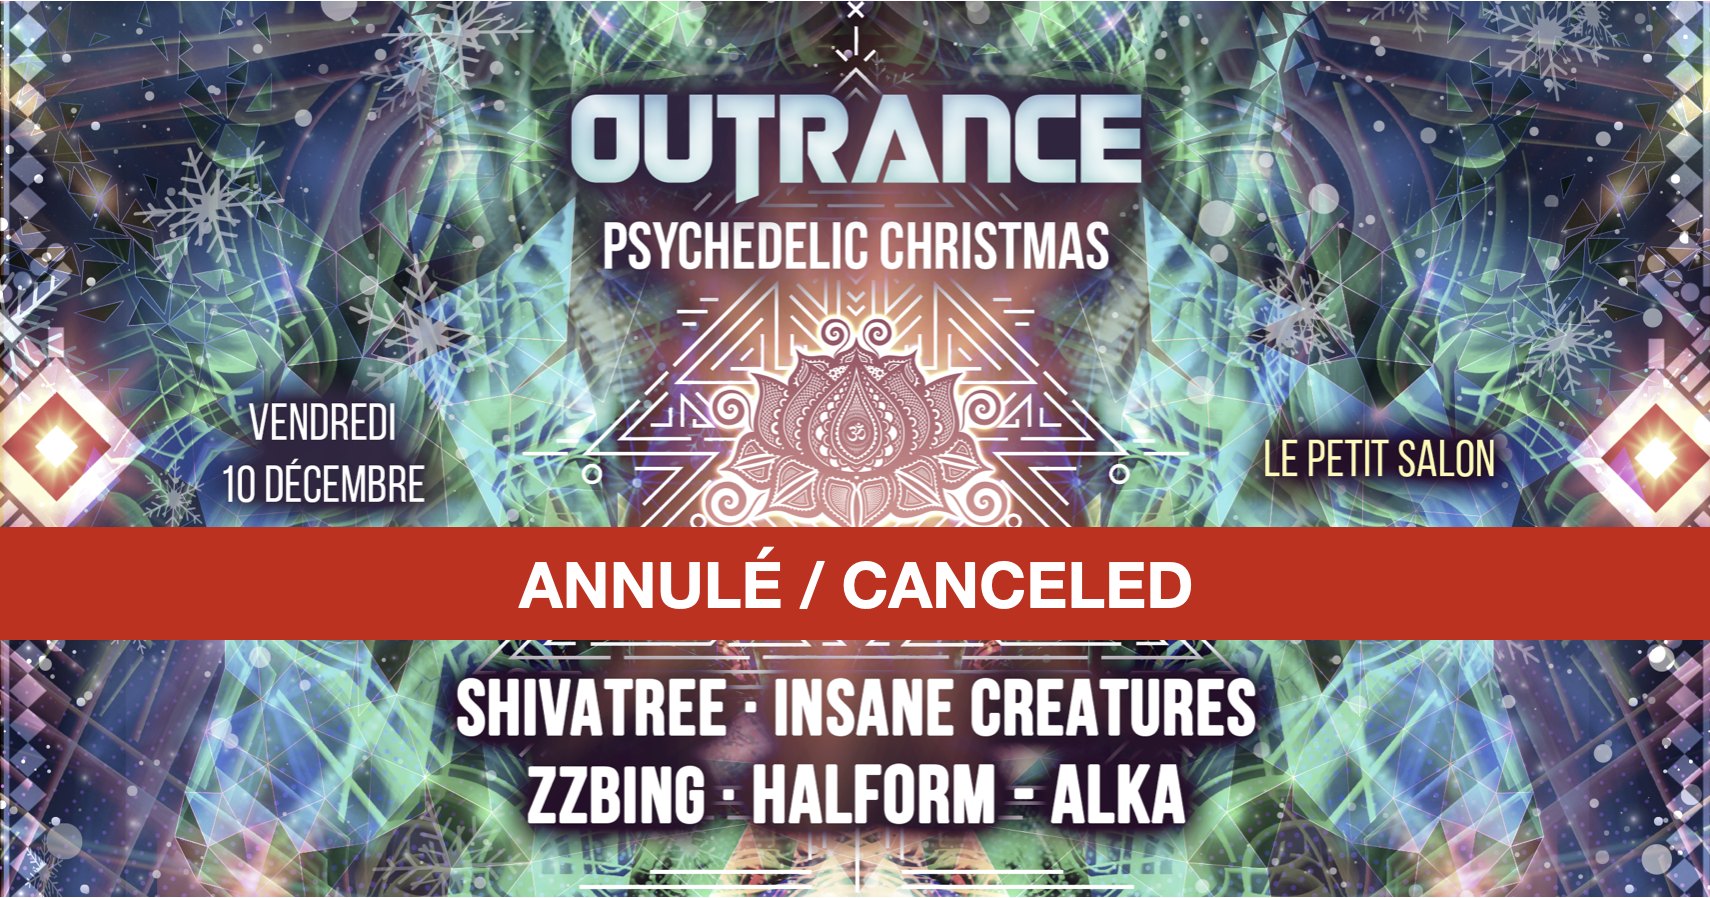 OUTRANCE
PSYCHEDELIC CHRISTMAS
VENDREDI
10 DÉCEMBRE
LE PETIT SALON
ॐ
ANNULÉ / CANCELED
SHIVATREE · INSANE CREATURES
ZZBING · HALFORM - ALKA